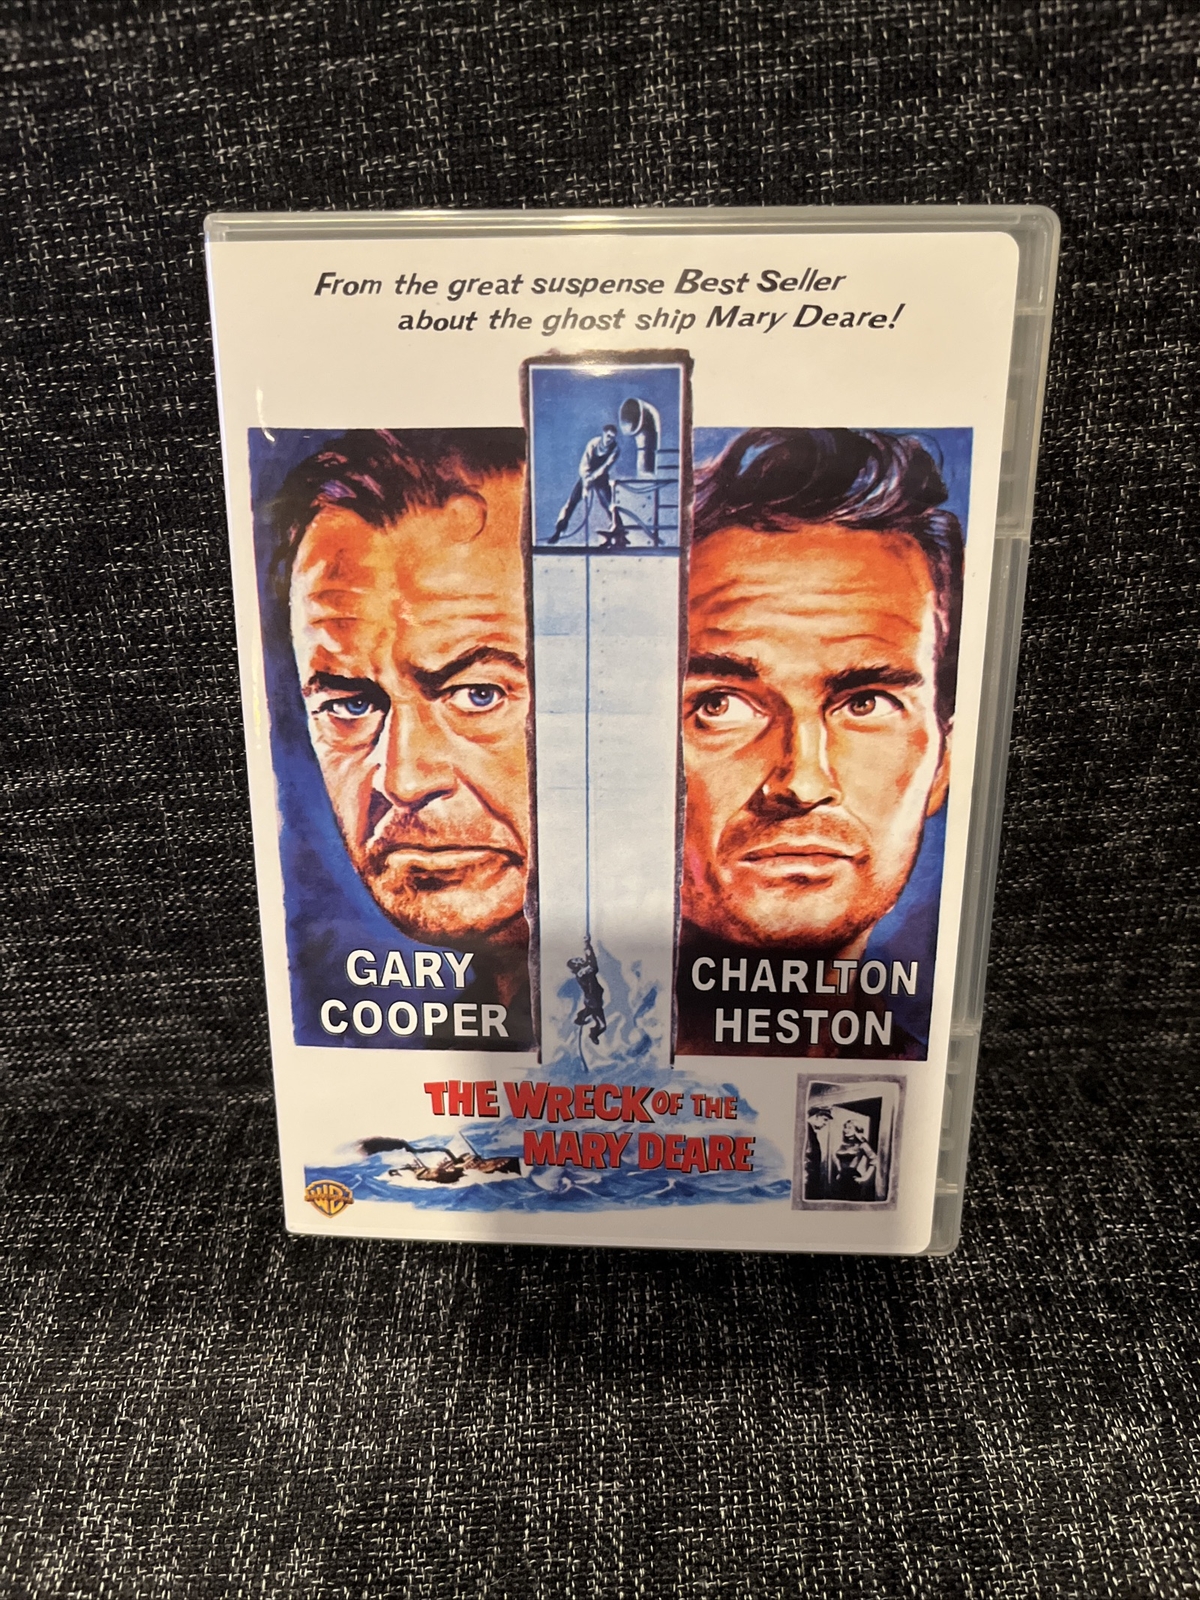 From the great suspense Best Seller
about the ghost ship Mary Deare!
GARY
COOPER
CHARLTON
HESTON
THE WRECK OF THE
MARY DEARE
WB